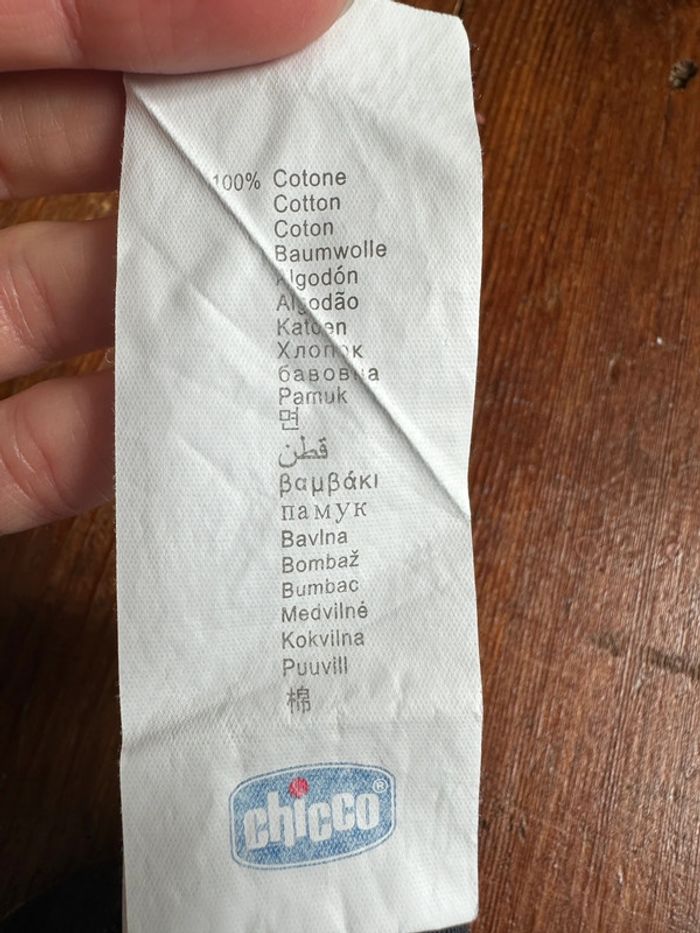 100% Cotone
Cotton
Coton
Baumwolle
Algodón
Algodão
Katoen
Хлопок
бавовна
Pamuk
면
قطن
βαμβάκι
памук
Bavlna
Bombaž
Bumbac
Medvilnė
Kokvilna
Puuvill
棉
chicco®